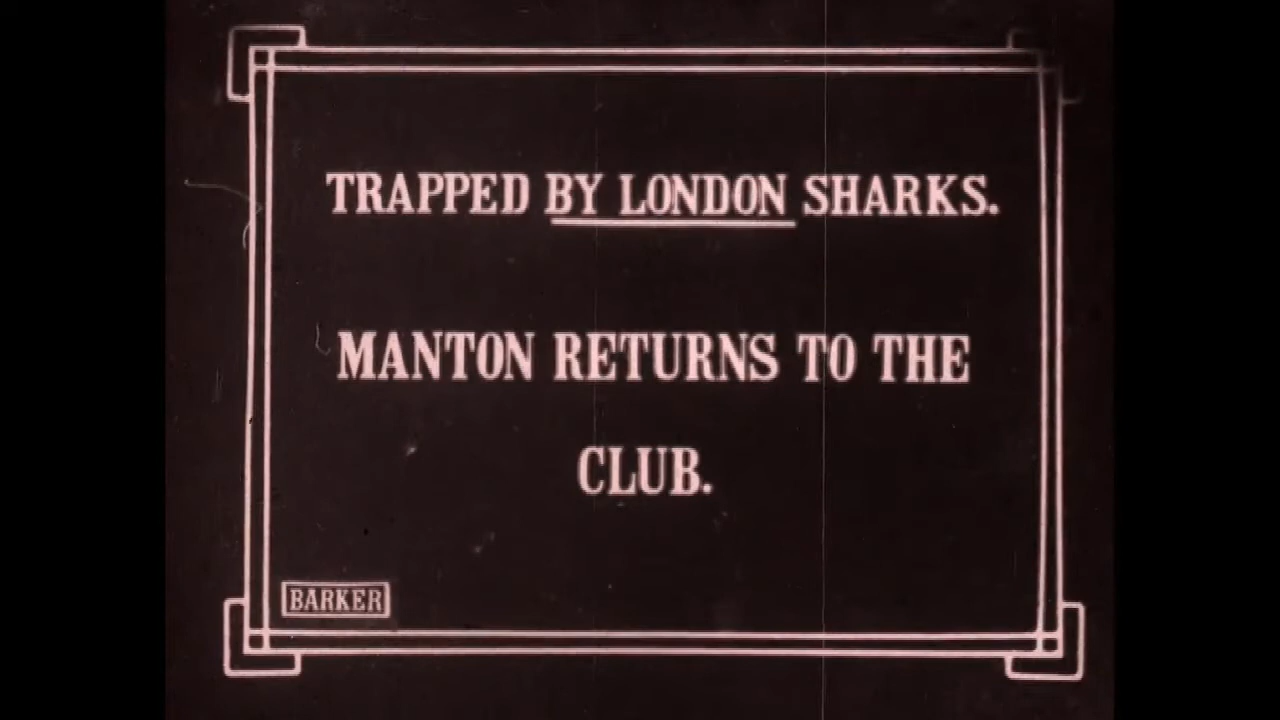 TRAPPED BY LONDON SHARKS.
MANTON RETURNS TO THE
CLUB.
BARKER